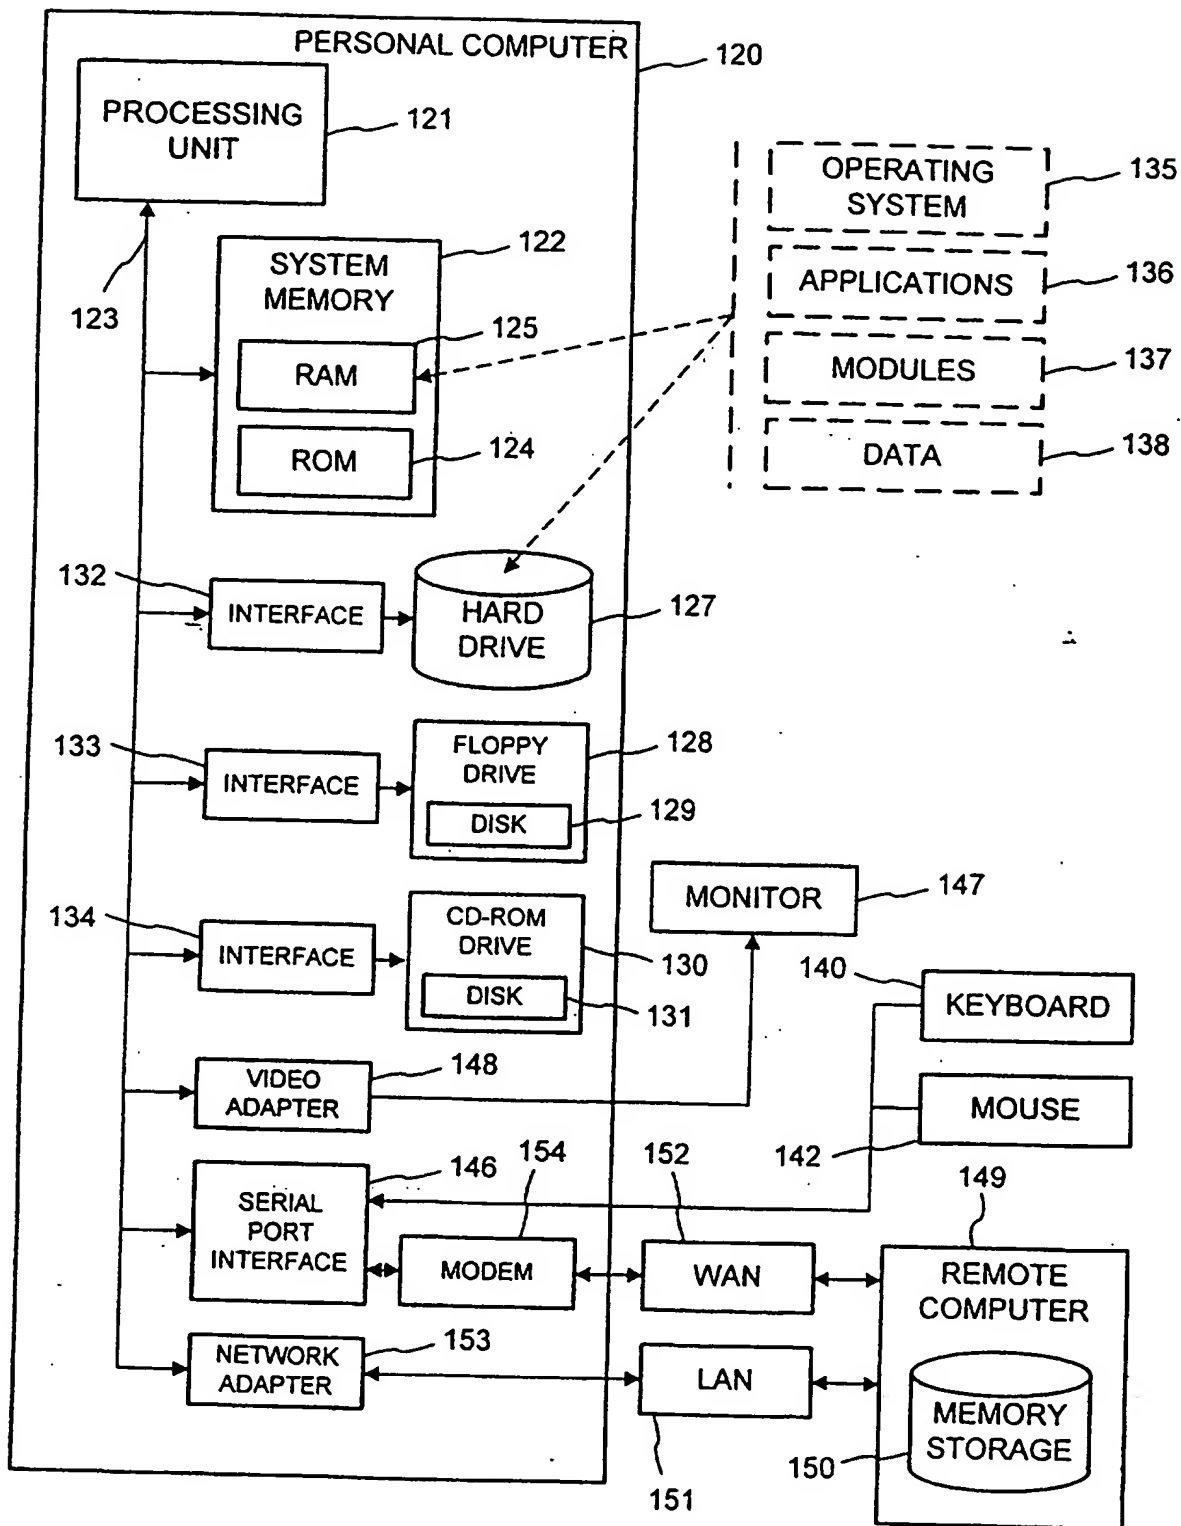 PERSONAL COMPUTER
120
PROCESSING
UNIT
121
123
SYSTEM
MEMORY
122
RAM
125
ROM
124
OPERATING
SYSTEM
135
APPLICATIONS
136
MODULES
137
DATA
138
132
INTERFACE
HARD
DRIVE
127
133
INTERFACE
FLOPPY
DRIVE
128
DISK
129
134
INTERFACE
CD-ROM
DRIVE
130
DISK
131
MONITOR
147
140
KEYBOARD
MOUSE
142
VIDEO
ADAPTER
148
146
SERIAL
PORT
INTERFACE
154
MODEM
152
WAN
149
REMOTE
COMPUTER
MEMORY
STORAGE
150
NETWORK
ADAPTER
153
LAN
151